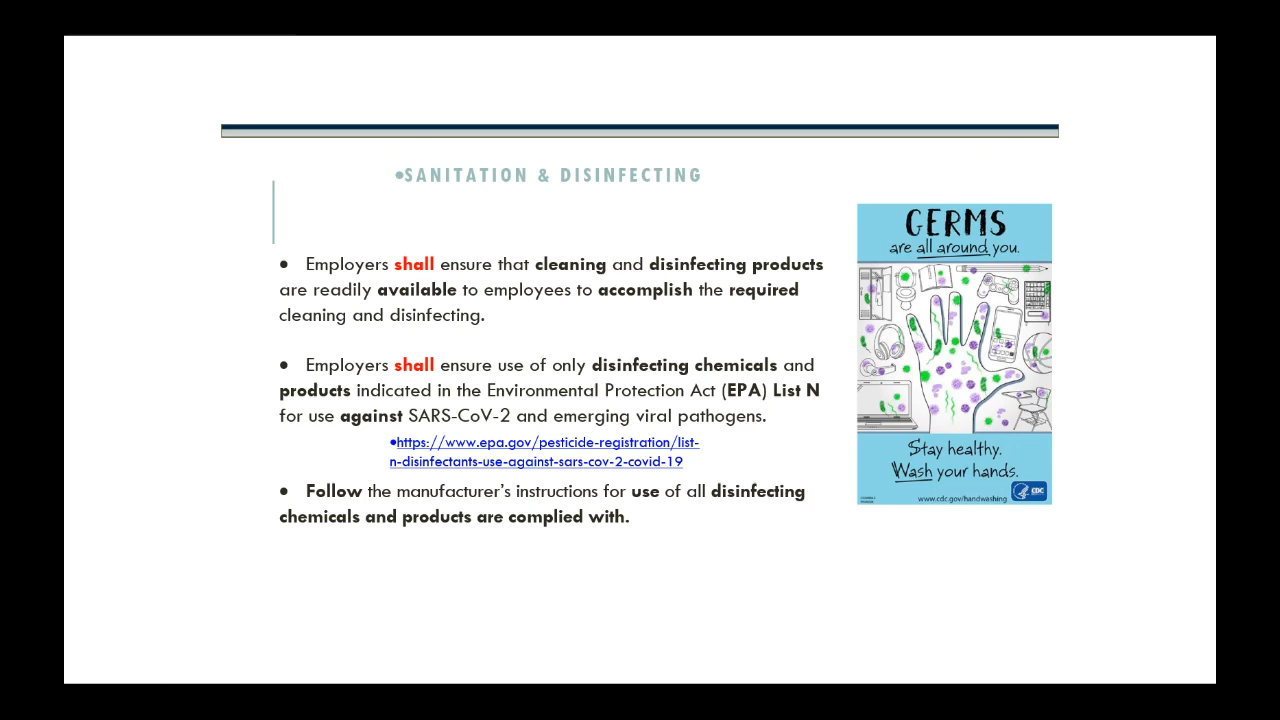 •SANITATION & DISINFECTING
• Employers shall ensure that cleaning and disinfecting products
are readily available to employees to accomplish the required
cleaning and disinfecting.
• Employers shall ensure use of only disinfecting chemicals and
products indicated in the Environmental Protection Act (EPA) List N
for use against SARS-CoV-2 and emerging viral pathogens.
•https://www.epa.gov/pesticide-registration/list-
n-disinfectants-use-against-sars-cov-2-covid-19
• Follow the manufacturer's instructions for use of all disinfecting
chemicals and products are complied with.
GERMS
are all around you.
Stay healthy.
Wash your hands.
www.cdc.gov/handwashing
CDC